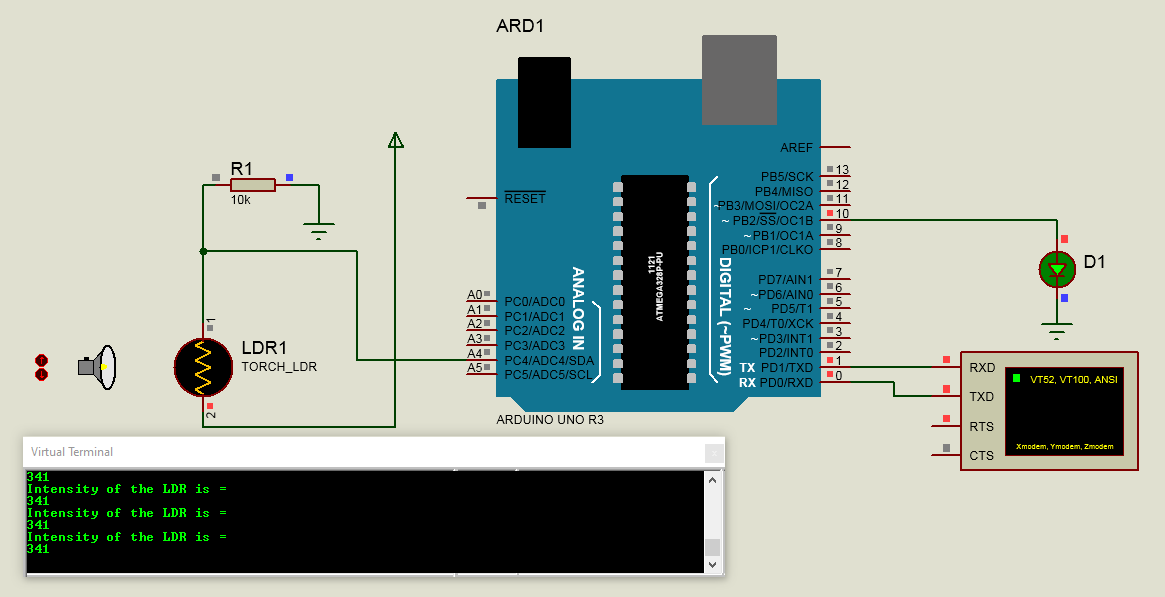 ARD1
R1
10k
LDR1
TORCH_LDR
1
2
RESET
A0
A1
A2
A3
A4
A5
PC0/ADC0
PC1/ADC1
PC2/ADC2
PC3/ADC3
PC4/ADC4/SDA
PC5/ADC5/SCL
ANALOG IN
1121
ATMEGA328P-PU
DIGITAL (~PWM)
AREF
PB5/SCK 13
PB4/MISO 12
~PB3/MOSI/OC2A 11
~ PB2/SS/OC1B 10
~ PB1/OC1A 9
PB0/ICP1/CLKO 8
PD7/AIN1 7
~ PD6/AIN0 6
~ PD5/T1 5
PD4/T0/XCK 4
~ PD3/INT1 3
PD2/INT0 2
TX PD1/TXD 1
RX PD0/RXD 0
ARDUINO UNO R3
D1
RXD
TXD
RTS
CTS
VT52, VT100, ANSI
Xmodem, Ymodem, Zmodem
Virtual Terminal
341
Intensity of the LDR is =
341
Intensity of the LDR is =
341
Intensity of the LDR is =
341